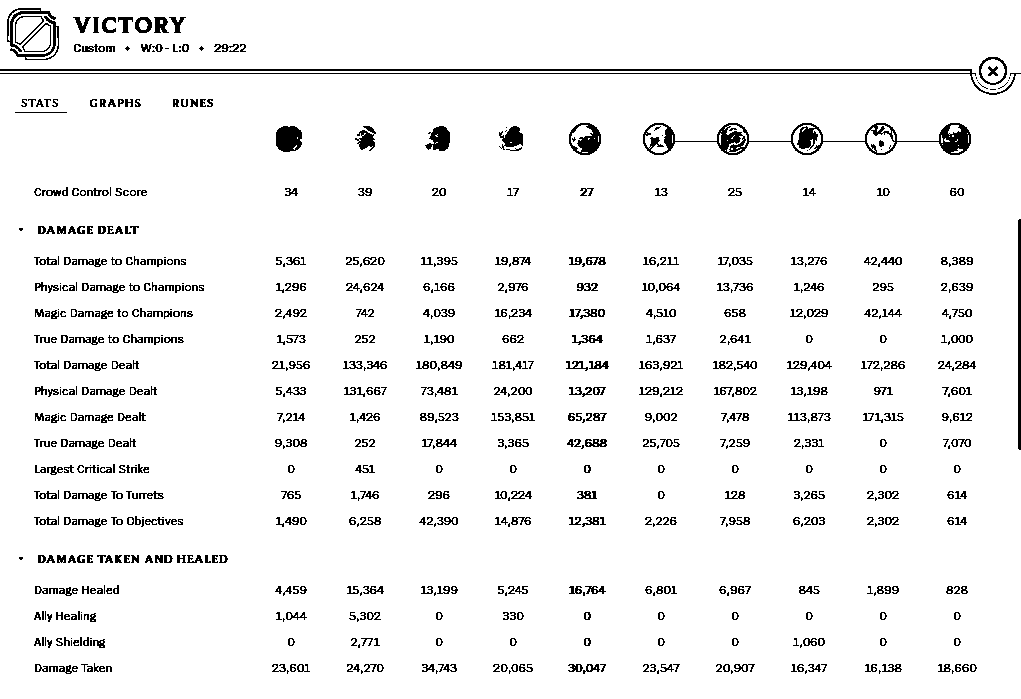 VICTORY
Custom • W:0 - L:0 • 29:22
STATS GRAPHS RUNES
Crowd Control Score 34 39 20 17 27 13 25 14 10 60
DAMAGE DEALT
Total Damage to Champions 5,361 25,620 11,395 19,874 19,678 16,211 17,035 13,276 42,440 8,389
Physical Damage to Champions 1,296 24,624 6,166 2,976 932 10,064 13,736 1,246 295 2,639
Magic Damage to Champions 2,492 742 4,039 16,234 17,380 4,510 658 12,029 42,144 4,750
True Damage to Champions 1,573 252 1,190 662 1,364 1,637 2,641 0 0 1,000
Total Damage Dealt 21,956 133,346 180,849 181,417 121,184 163,921 182,540 129,404 172,286 24,284
Physical Damage Dealt 5,433 131,667 73,481 24,200 13,207 129,212 167,802 13,198 971 7,601
Magic Damage Dealt 7,214 1,426 89,523 153,851 65,287 9,002 7,478 113,873 171,315 9,612
True Damage Dealt 9,308 252 17,844 3,365 42,688 25,705 7,259 2,331 0 7,070
Largest Critical Strike 0 451 0 0 0 0 0 0 0 0
Total Damage To Turrets 765 1,746 296 10,224 381 0 128 3,265 2,302 614
Total Damage To Objectives 1,490 6,258 42,390 14,876 12,381 2,226 7,958 6,203 2,302 614
DAMAGE TAKEN AND HEALED
Damage Healed 4,459 15,364 13,199 5,245 16,764 6,801 6,967 845 1,899 828
Ally Healing 1,044 5,302 0 330 0 0 0 0 0 0
Ally Shielding 0 2,771 0 0 0 0 0 1,060 0 0
Damage Taken 23,601 24,270 34,743 20,065 30,047 23,547 20,907 16,347 16,138 18,660